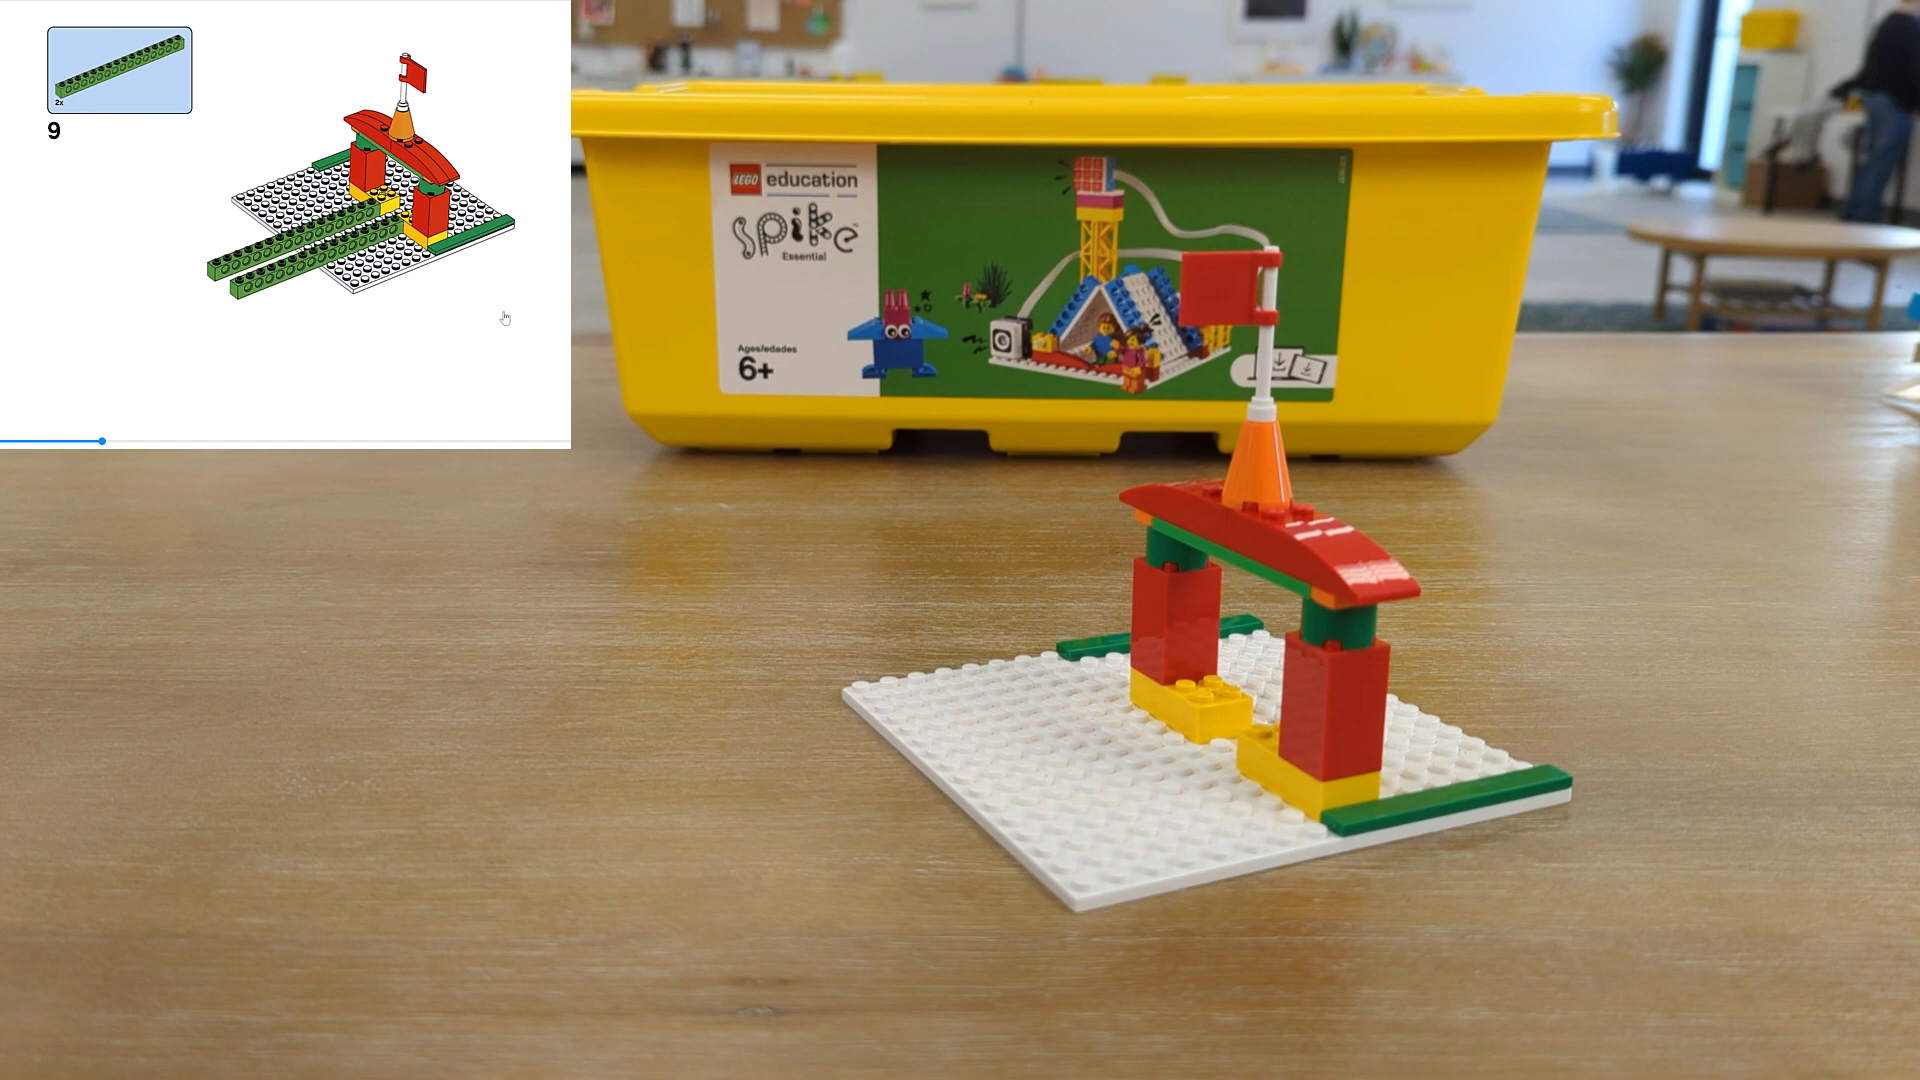 2x
9
LEGO education
spike
Essential
Ages/edades
6+